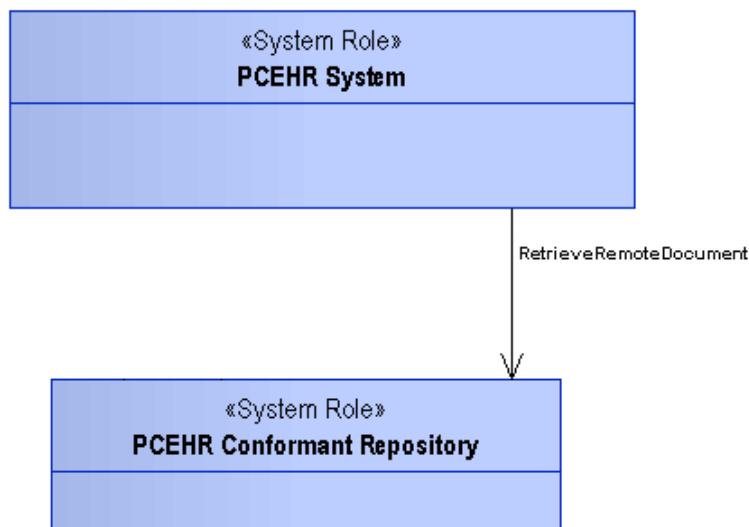 «System Role»
PCEHR System
RetrieveRemoteDocument
«System Role»
PCEHR Conformant Repository